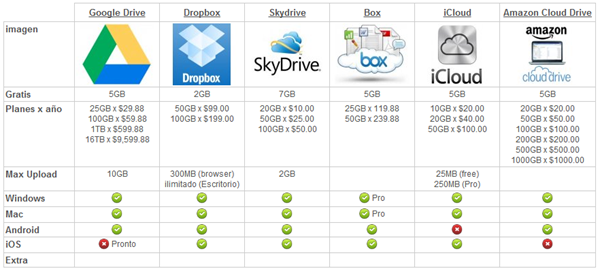 Google Drive Dropbox Skydrive Box iCloud Amazon Cloud Drive
imagen Dropbox SkyDrive box iCloud amazon cloud drive
Gratis 5GB 2GB 7GB 5GB 5GB 5GB
Planes x año 25GB x $29.88 50GB x $99.00 20GB x $10.00 25GB x 119.88 10GB x $20.00 20GB x $20.00
100GB x $59.88 100GB x $199.00 50GB x $25.00 50GB x 239.88 20GB x $40.00 50GB x $50.00
1TB x $599.88 100GB x $50.00 50GB x $100.00 100GB x $100.00
16TB x $9,599.88 200GB x $200.00
500GB x $500.00
1000GB x $1000.00
Max Upload 10GB 300MB (browser) 2GB 25MB (free)
ilimitado (Escritorio) 250MB (Pro)
Windows Pro
Mac Pro
Android
iOS Pronto
Extra